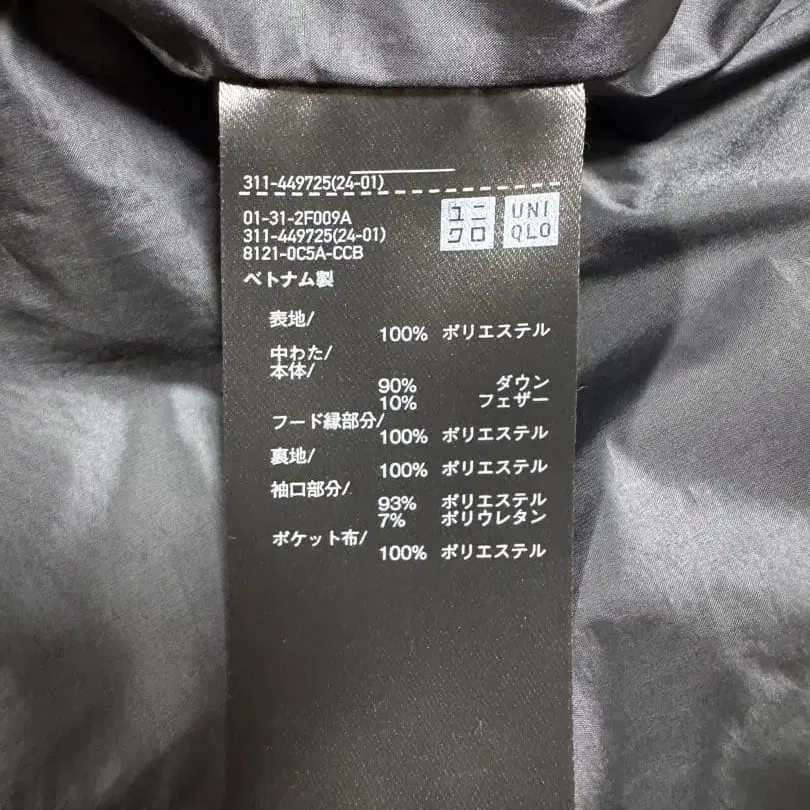 311-449725(24-01)
01-31-2F009A
311-449725(24-01)
8121-0C5A-CCB
ベトナム製
ユニ
クロ
UNI
QLO
表地/
100% ポリエステル
中わた/
本体/
90% ダウン
10% フェザー
フード縁部分/
100% ポリエステル
裏地/
100% ポリエステル
袖口部分/
93% ポリエステル
7% ポリウレタン
ポケット布/
100% ポリエステル